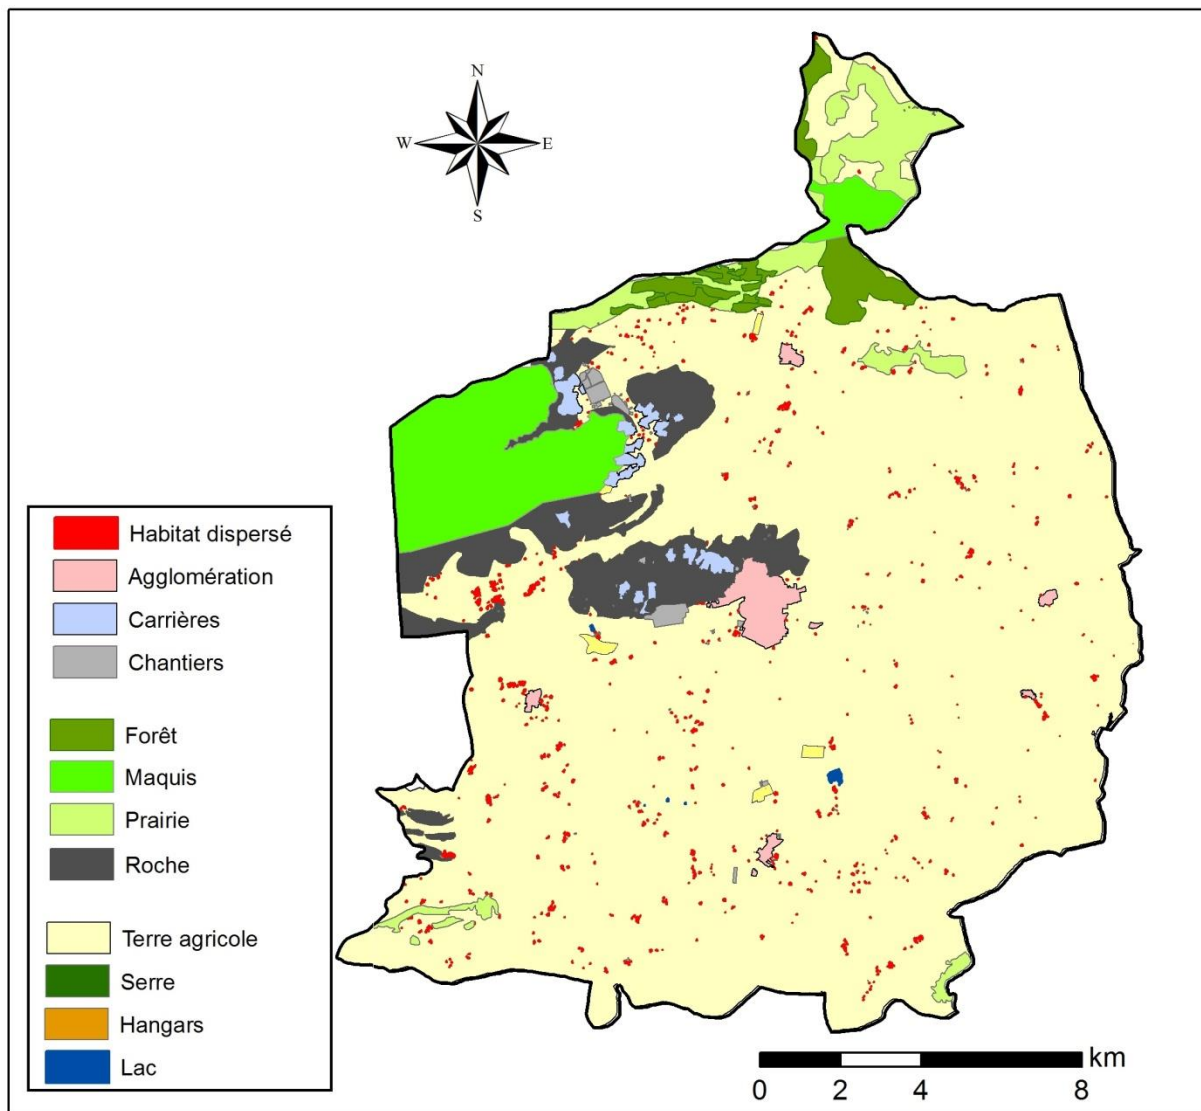 N
W
E
S
Habitat dispersé
Agglomération
Carrières
Chantiers
Forêt
Maquis
Prairie
Roche
Terre agricole
Serre
Hangars
Lac
km
0 2 4 8